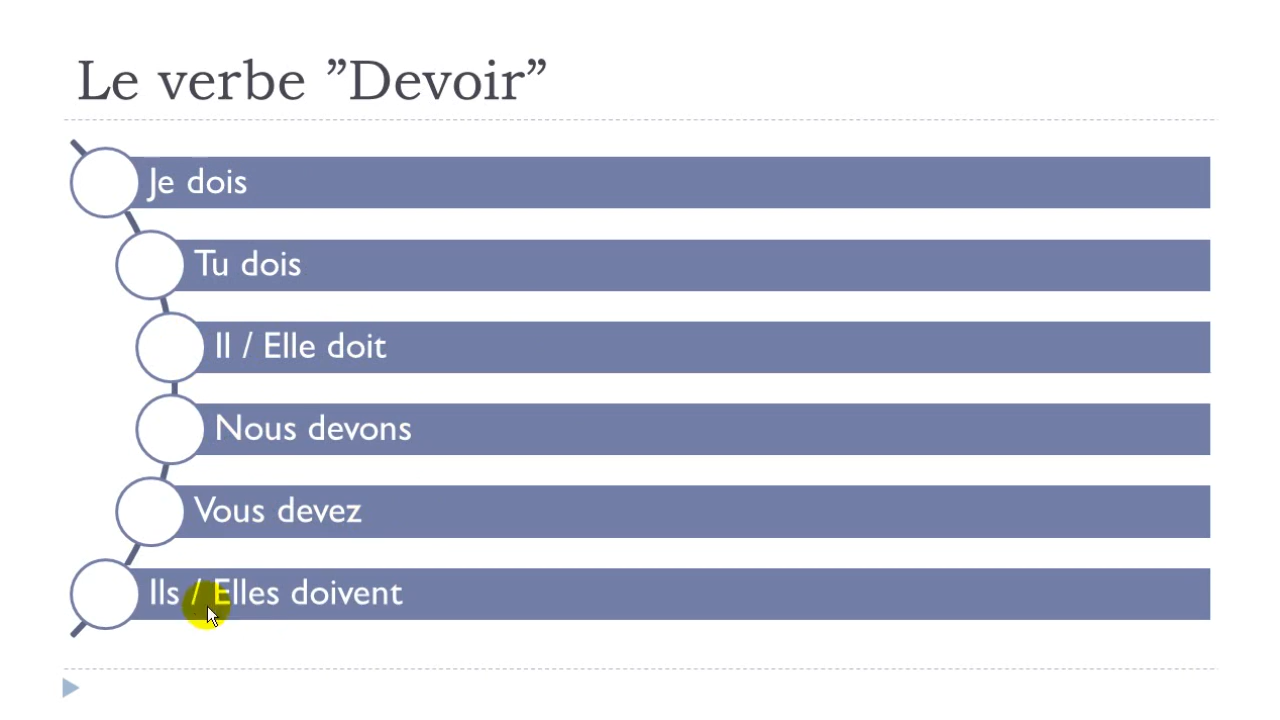 Le verbe ”Devoir”
Je dois
Tu dois
Il / Elle doit
Nous devons
Vous devez
Ils / Elles doivent